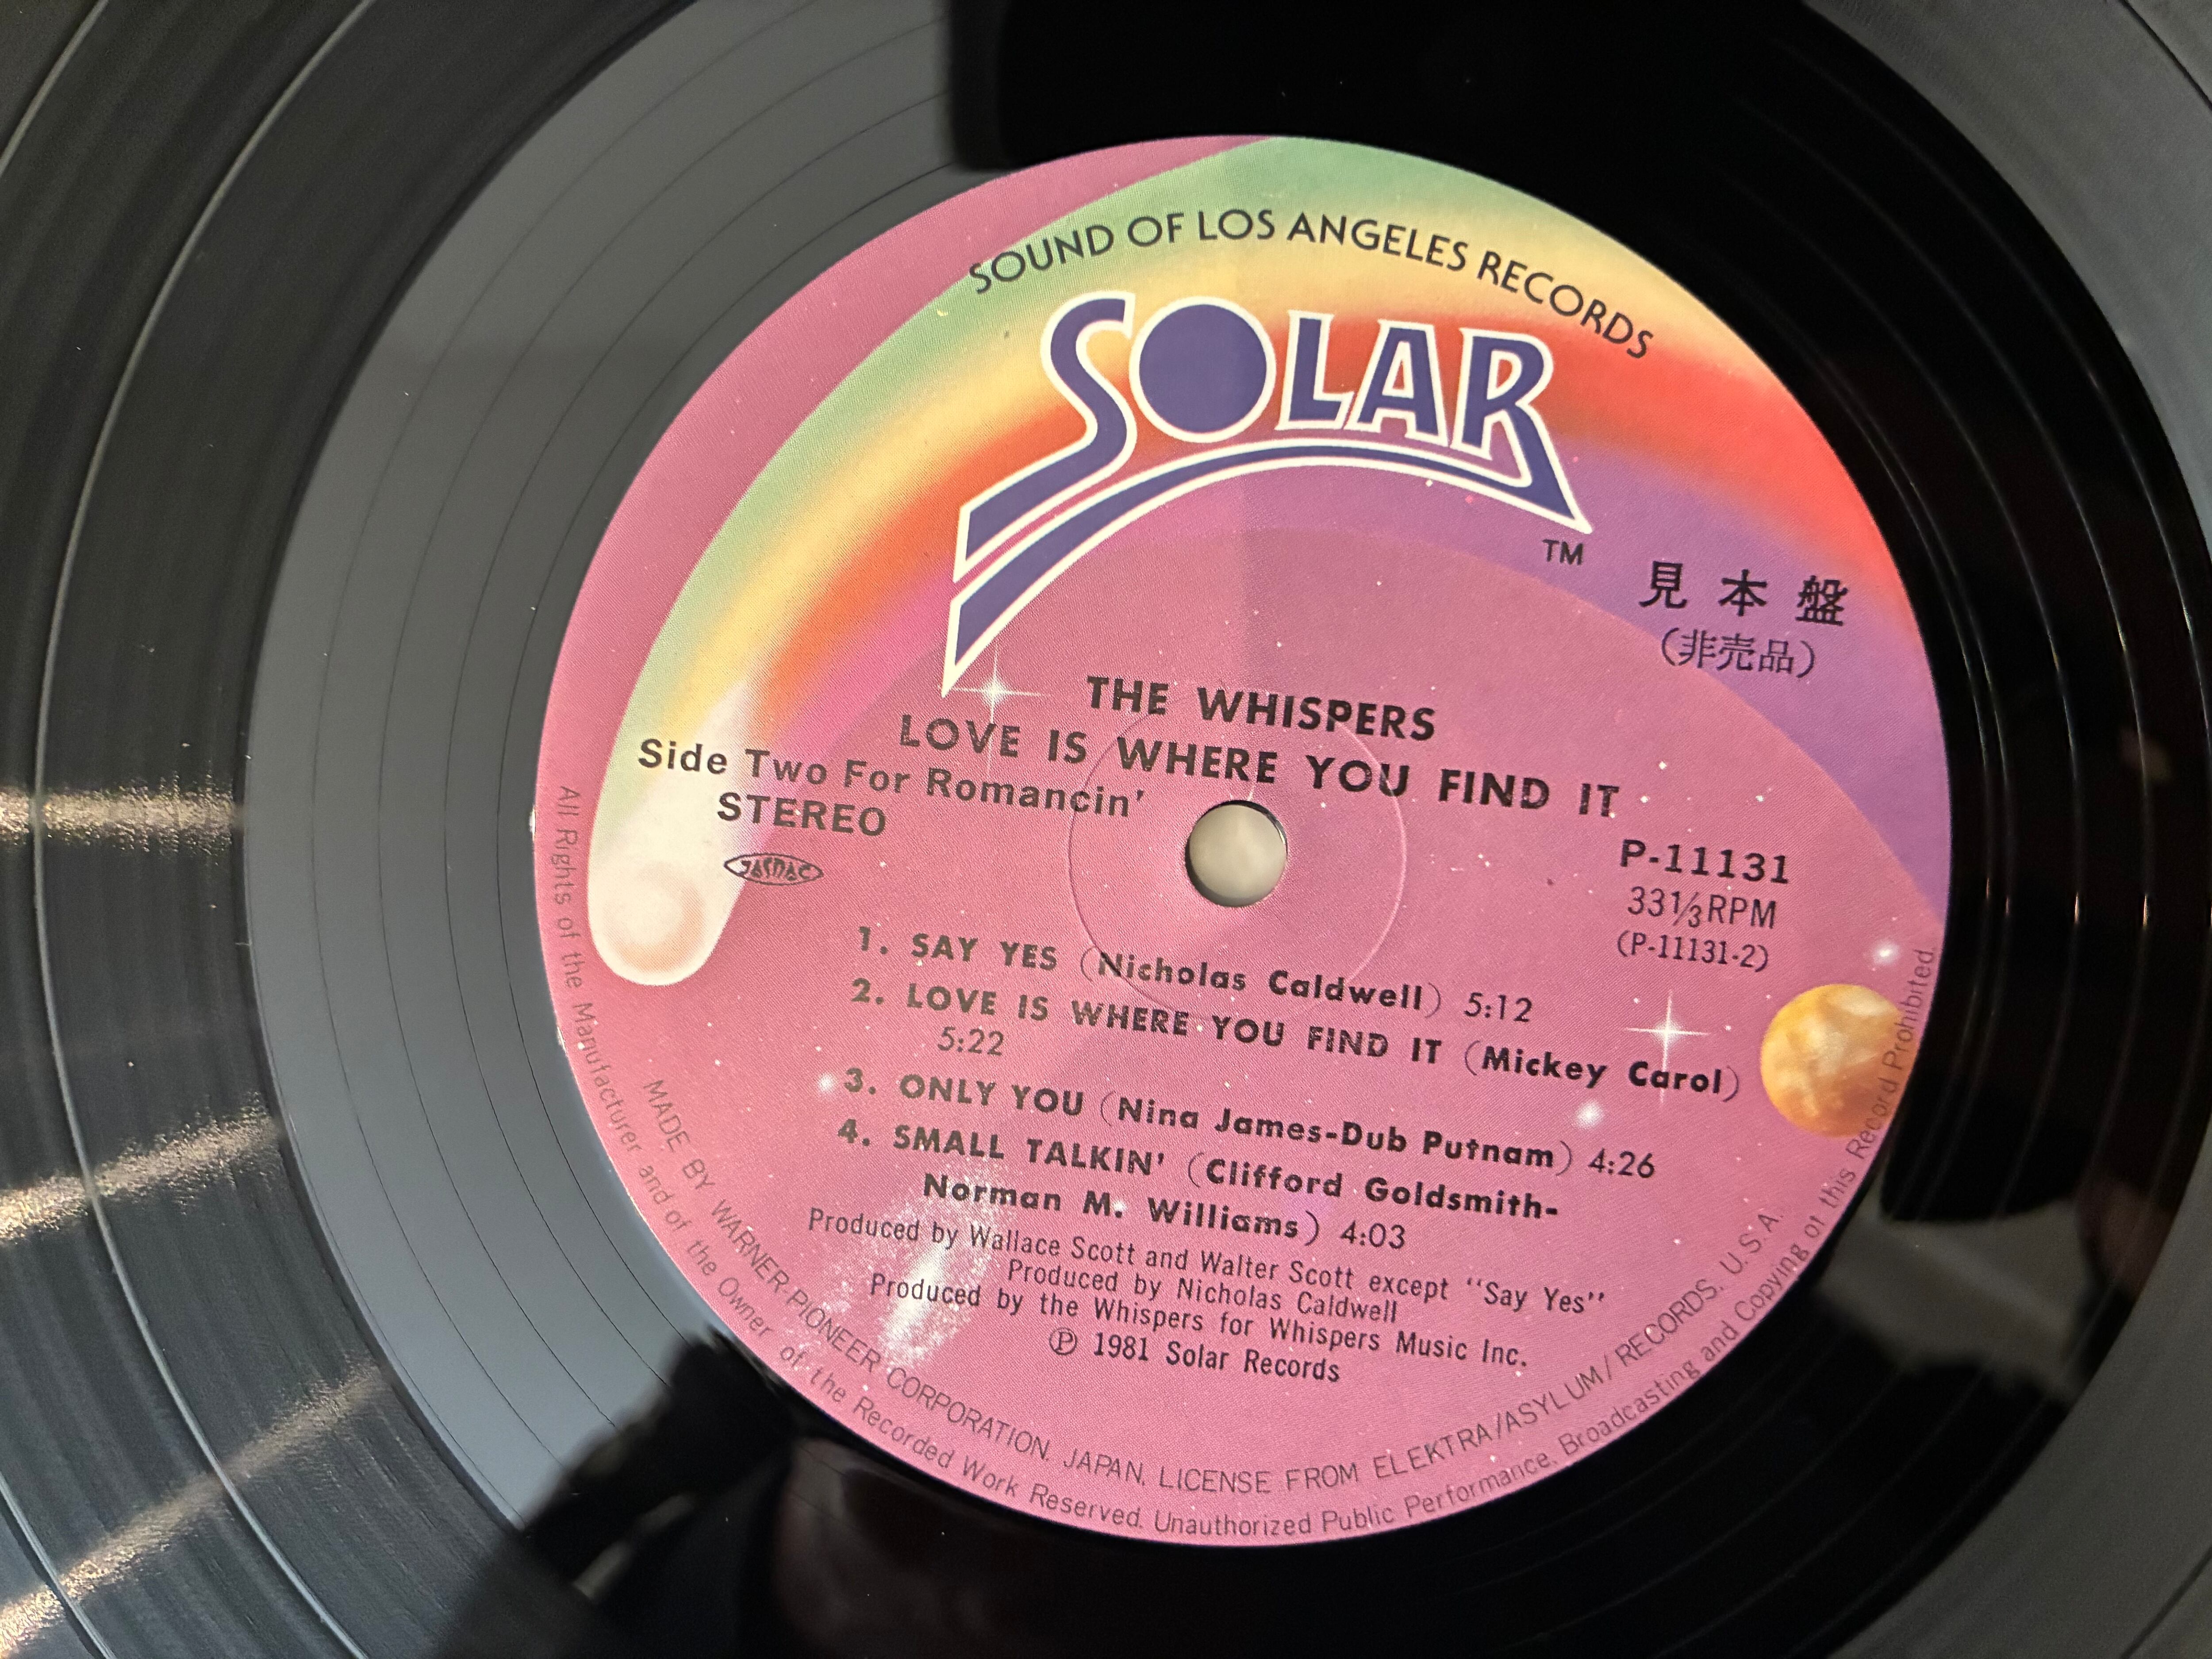 SOUND OF LOS ANGELES RECORDS
SOLAR
TM
見本盤
(非売品)
THE WHISPERS
LOVE IS WHERE YOU FIND IT
Side Two For Romancin'
STEREO
JASRAC
P-11131
33⅓RPM
(P-11131-2)
1. SAY YES (Nicholas Caldwell) 5:12
2. LOVE IS WHERE YOU FIND IT (Mickey Carol)
5:22
3. ONLY YOU (Nina James-Dub Putnam) 4:26
4. SMALL TALKIN' (Clifford Goldsmith-
Norman M. Williams) 4:03
Produced by Wallace Scott and Walter Scott except "Say Yes"
Produced by Nicholas Caldwell
Produced by the Whispers for Whispers Music Inc.
Ⓟ 1981 Solar Records
MADE BY WARNER-PIONEER CORPORATION, JAPAN, LICENSE FROM ELEKTRA/ASYLUM/RECORDS, U.S.A.
All Rights of the Manufacturer and of the Owner of the Recorded Work Reserved. Unauthorized Public Performance, Broadcasting and Copying of this Record Prohibited.